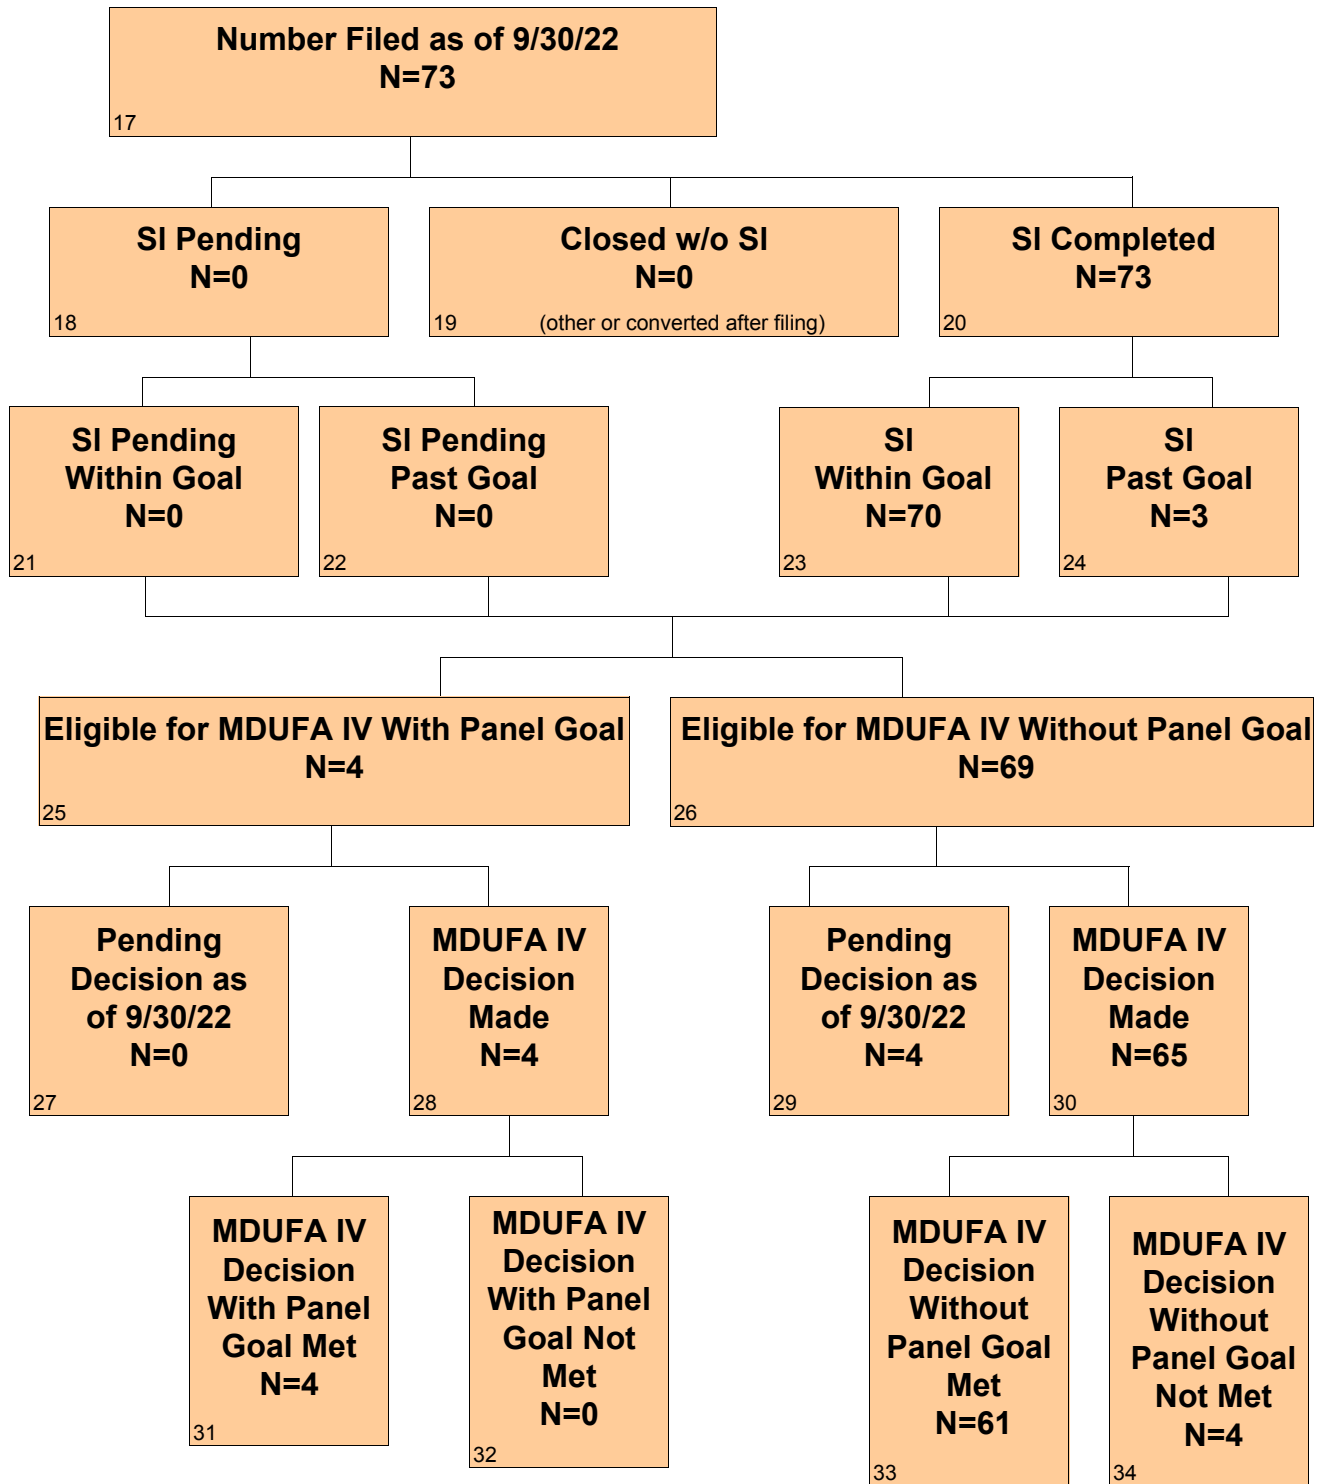 Number Filed as of 9/30/22
N=73
17
SI Pending
N=0
18
Closed w/o SI
N=0
19 (other or converted after filing)
SI Completed
N=73
20
SI Pending
Within Goal
N=0
21
SI Pending
Past Goal
N=0
22
SI
Within Goal
N=70
23
SI
Past Goal
N=3
24
Eligible for MDUFA IV With Panel Goal
N=4
25
Eligible for MDUFA IV Without Panel Goal
N=69
26
Pending
Decision as
of 9/30/22
N=0
27
MDUFA IV
Decision
Made
N=4
28
Pending
Decision as
of 9/30/22
N=4
29
MDUFA IV
Decision
Made
N=65
30
MDUFA IV
Decision
With Panel
Goal Met
N=4
31
MDUFA IV
Decision
With Panel
Goal Not
Met
N=0
32
MDUFA IV
Decision
Without
Panel Goal
Met
N=61
33
MDUFA IV
Decision
Without
Panel Goal
Not Met
N=4
34